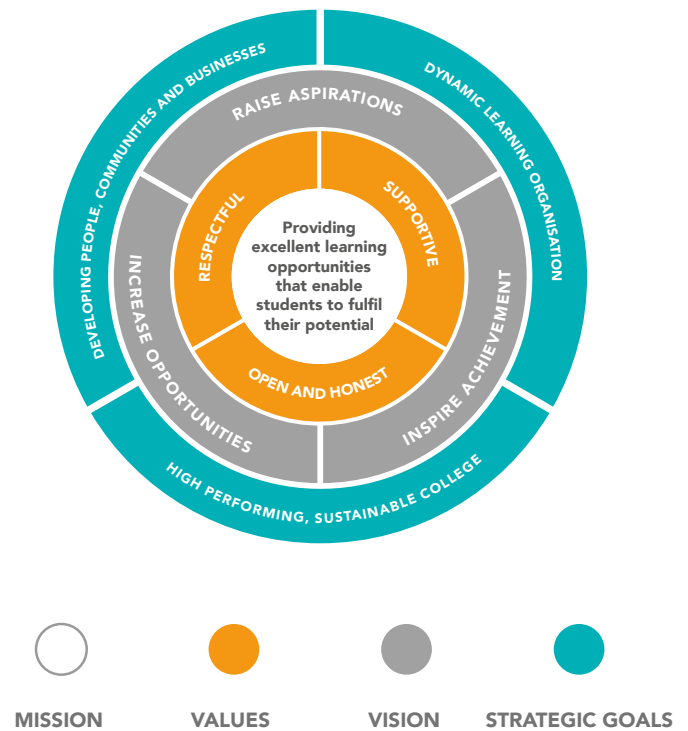 DEVELOPING PEOPLE, COMMUNITIES AND BUSINESSES
DYNAMIC LEARNING ORGANISATION
HIGH PERFORMING, SUSTAINABLE COLLEGE
RAISE ASPIRATIONS
INCREASE OPPORTUNITIES
INSPIRE ACHIEVEMENT
RESPECTFUL
SUPPORTIVE
OPEN AND HONEST
Providing
excellent learning
opportunities
that enable
students to fulfil
their potential
MISSION
VALUES
VISION
STRATEGIC GOALS